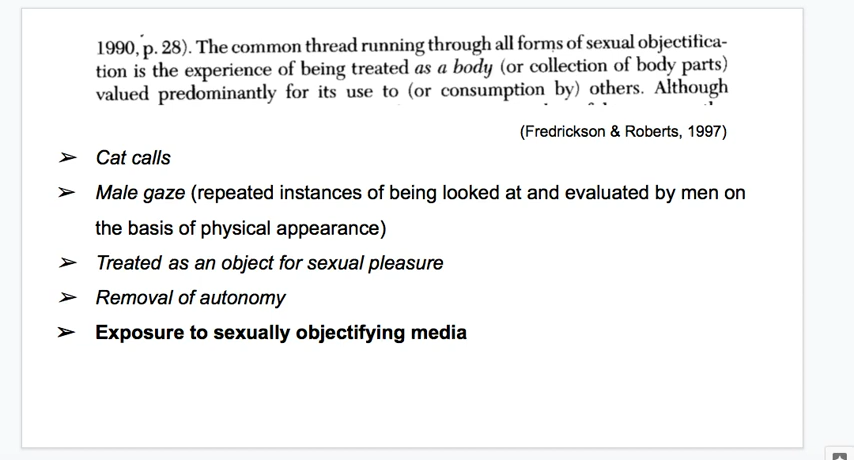 1990, p. 28). The common thread running through all forms of sexual objectifica-
tion is the experience of being treated as a body (or collection of body parts)
valued predominantly for its use to (or consumption by) others. Although
(Fredrickson & Roberts, 1997)
➢ Cat calls
➢ Male gaze (repeated instances of being looked at and evaluated by men on
the basis of physical appearance)
➢ Treated as an object for sexual pleasure
➢ Removal of autonomy
➢ Exposure to sexually objectifying media